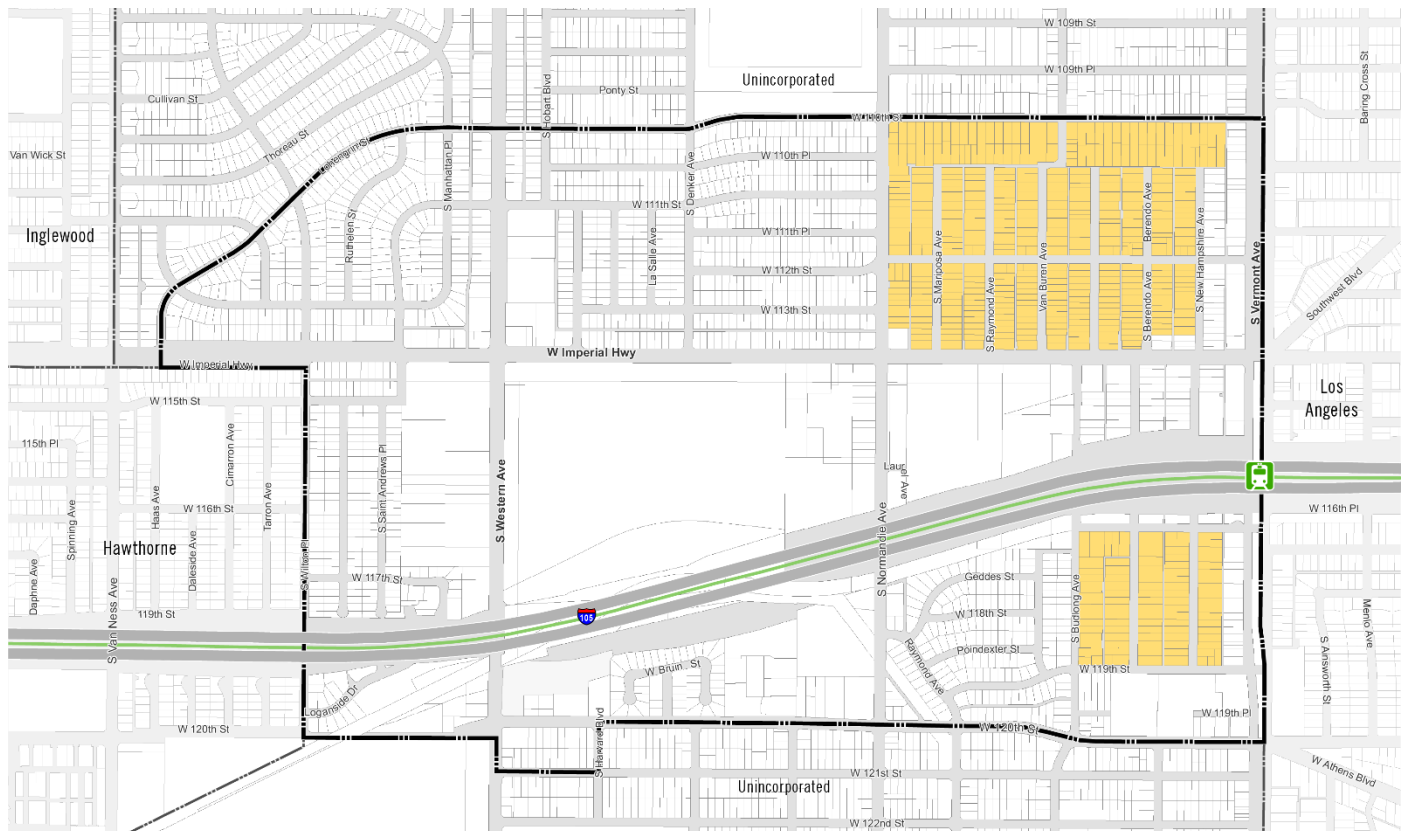 W 109th St
Baring Cross St
W 109th Pl
Unincorporated
Cullivan St
Ponty St
S Hobart Blvd
W 110th St
Thoreau St
Van Wick St
S Manhattan Pl
S Denker Ave
W 110th Pl
Ruthelen St
W 111th St
Inglewood
La Salle Ave
W 111th Pl
S Mariposa Ave
Berendo Ave
S New Hampshire Ave
S Vermont Ave
W 112th St
S Raymond Ave
Van Buren Ave
S Berendo Ave
Southwest Blvd
W 113th St
W Imperial Hwy
W Imperial Hwy
Los
Angeles
W 115th St
115th Pl
Cimarron Ave
S Saint Andrews Pl
S Western Ave
Laurel Ave
Spinning Ave
Haas Ave
W 116th St
Tarron Ave
W 116th Pl
S Normandie Ave
Hawthorne
Daleside Ave
Daphne Ave
S Van Ness Ave
S Wilton Pl
W 117th St
Geddes St
S Budlong Ave
119th St
105
W 118th St
Menlo Ave
S Ainsworth St
Raymond Ave
Poindexter St
W Bruin St
W 119th St
Loganside Dr
W 119th Pl
W 120th St
S Harvard Blvd
W 120th St
W 121st St
Unincorporated
W Athens Blvd
W 122nd St